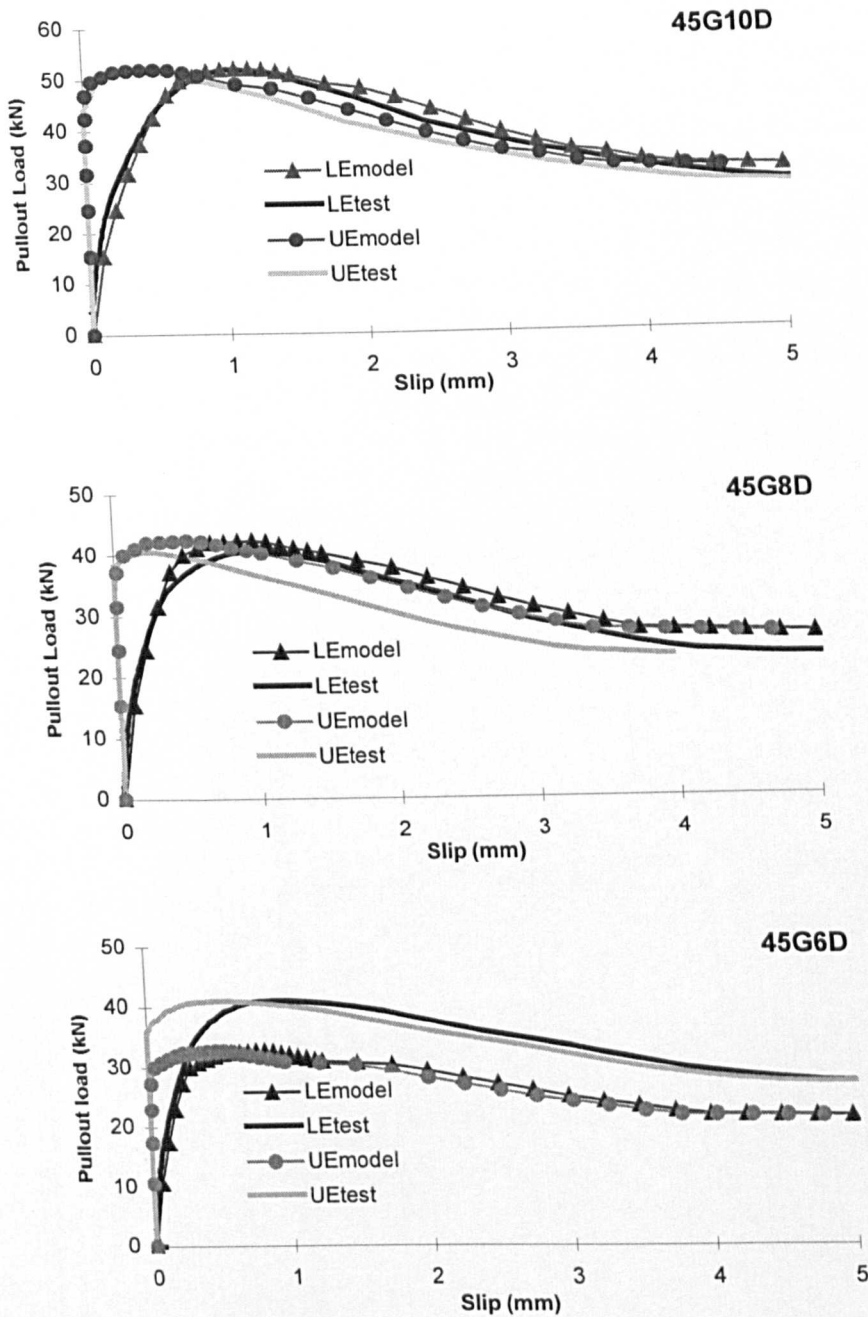 45G10D
60
50
40
30
20
10
0
Pullout Load (kN)
LEmodel
LEtest
UEmodel
UEtest
0 1 2 3 4 5
Slip (mm)
45G8D
50
40
30
20
10
0
Pullout Load (kN)
LEmodel
LEtest
UEmodel
UEtest
0 1 2 3 4 5
Slip (mm)
45G6D
50
40
30
20
10
0
Pullout load (kN)
LEmodel
LEtest
UEmodel
UEtest
0 1 2 3 4 5
Slip (mm)